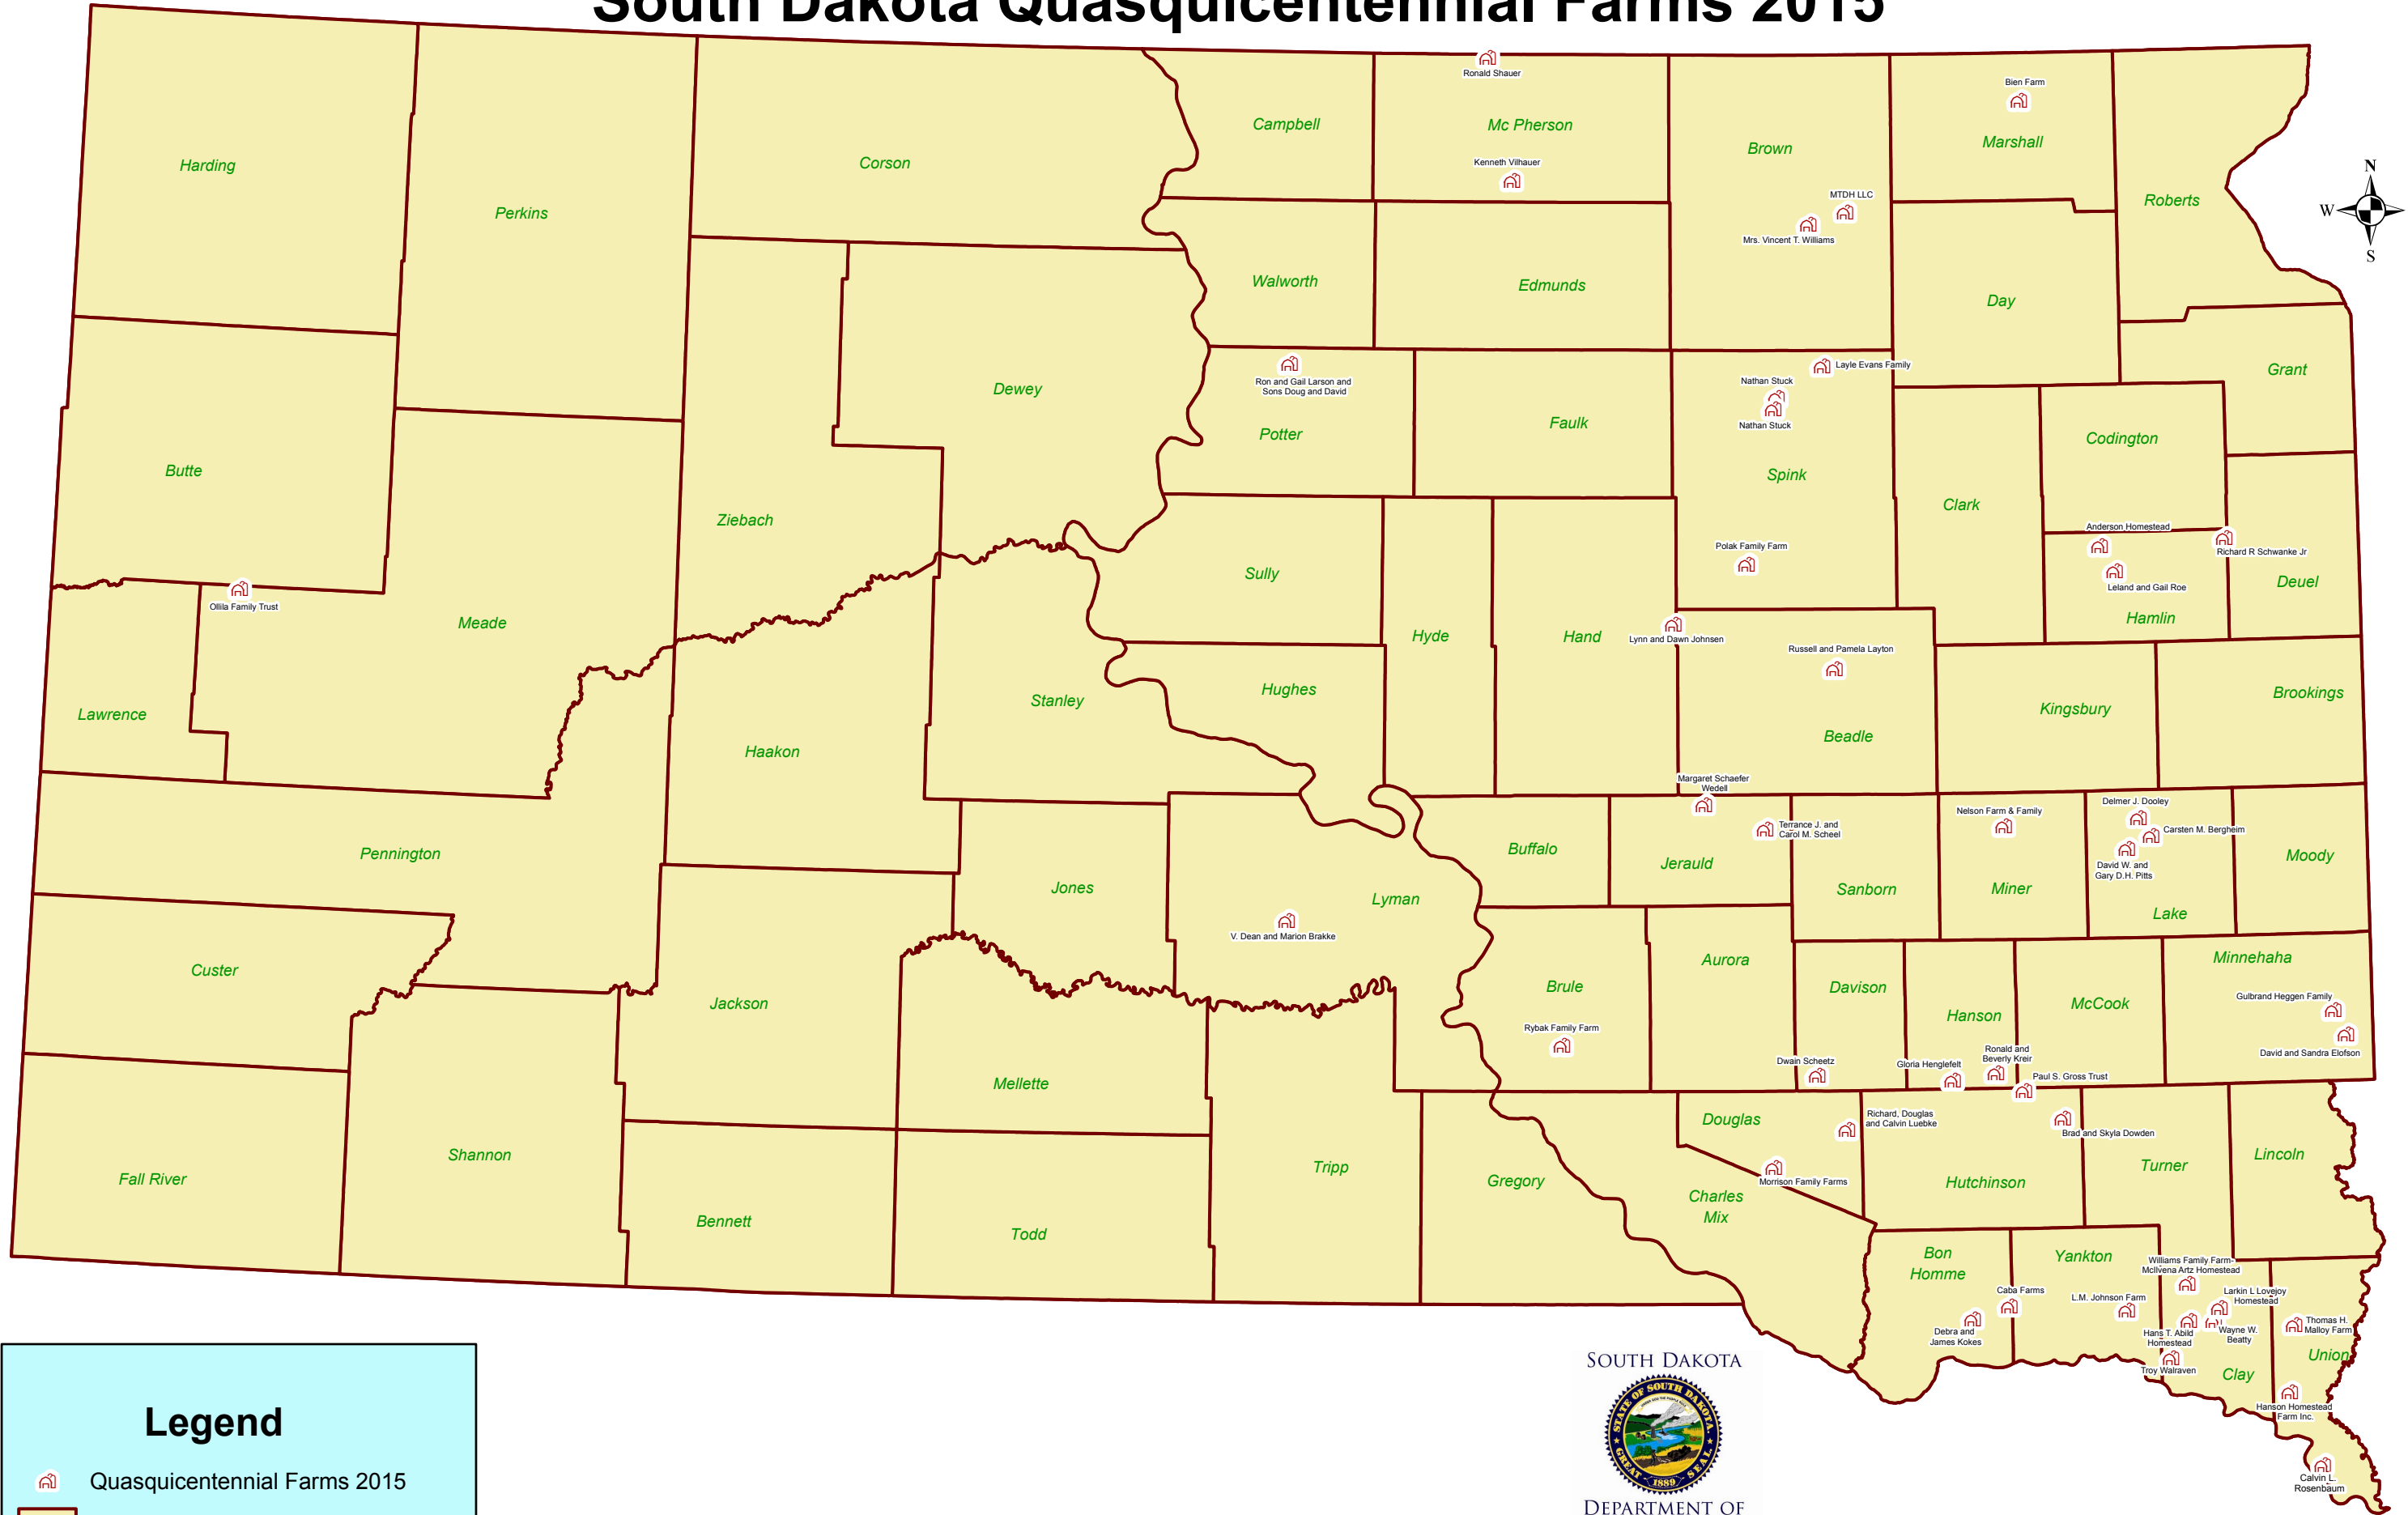 South Dakota Quasquicentennial Farms 2015
Ronald Shauer
Bien Farm
Campbell
Mc Pherson
Brown
Marshall
Harding
Corson
Kenneth Vilhauer
N
W
S
Perkins
MTDH LLC
Roberts
Mrs. Vincent T. Williams
Walworth
Edmunds
Day
Dewey
Ron and Gail Larson and
Sons Doug and David
Layle Evans Family
Grant
Nathan Stuck
Nathan Stuck
Potter
Faulk
Codington
Butte
Spink
Clark
Ziebach
Anderson Homestead
Richard R Schwanke Jr
Polak Family Farm
Sully
Leland and Gail Roe
Deuel
Ollila Family Trust
Meade
Hamlin
Hyde
Hand
Lynn and Dawn Johnsen
Russell and Pamela Layton
Lawrence
Stanley
Hughes
Kingsbury
Brookings
Haakon
Beadle
Margaret Schaefer
Wedell
Nelson Farm & Family
Delmer J. Dooley
Terrance J. and
Carol M. Scheel
Carsten M. Bergheim
Pennington
Buffalo
Jerauld
David W. and
Gary D.H. Pitts
Moody
Jones
Lyman
Sanborn
Miner
Lake
V. Dean and Marion Brakke
Custer
Aurora
Minnehaha
Jackson
Brule
Davison
Hanson
McCook
Gulbrand Heggen Family
Rybak Family Farm
David and Sandra Elofson
Dwain Scheetz
Gloria Henglefelt
Ronald and
Beverly Kreir
Paul S. Gross Trust
Mellette
Douglas
Richard, Douglas
and Calvin Luebke
Brad and Skyla Dowden
Shannon
Fall River
Tripp
Gregory
Morrison Family Farms
Hutchinson
Turner
Lincoln
Charles
Mix
Bennett
Todd
Bon
Homme
Yankton
Williams Family Farm-
McIlvena Artz Homestead
Caba Farms
L.M. Johnson Farm
Larkin L Lovejoy
Homestead
Debra and
James Kokes
Hans T. Abild
Homestead
Wayne W.
Beatty
Thomas H.
Malloy Farm
Troy Walraven
Clay
Union
Hanson Homestead
Farm Inc.
Calvin L.
Rosenbaum
Legend
Quasquicentennial Farms 2015
SOUTH DAKOTA
STATE OF SOUTH DAKOTA
GREAT SEAL
1889
DEPARTMENT OF